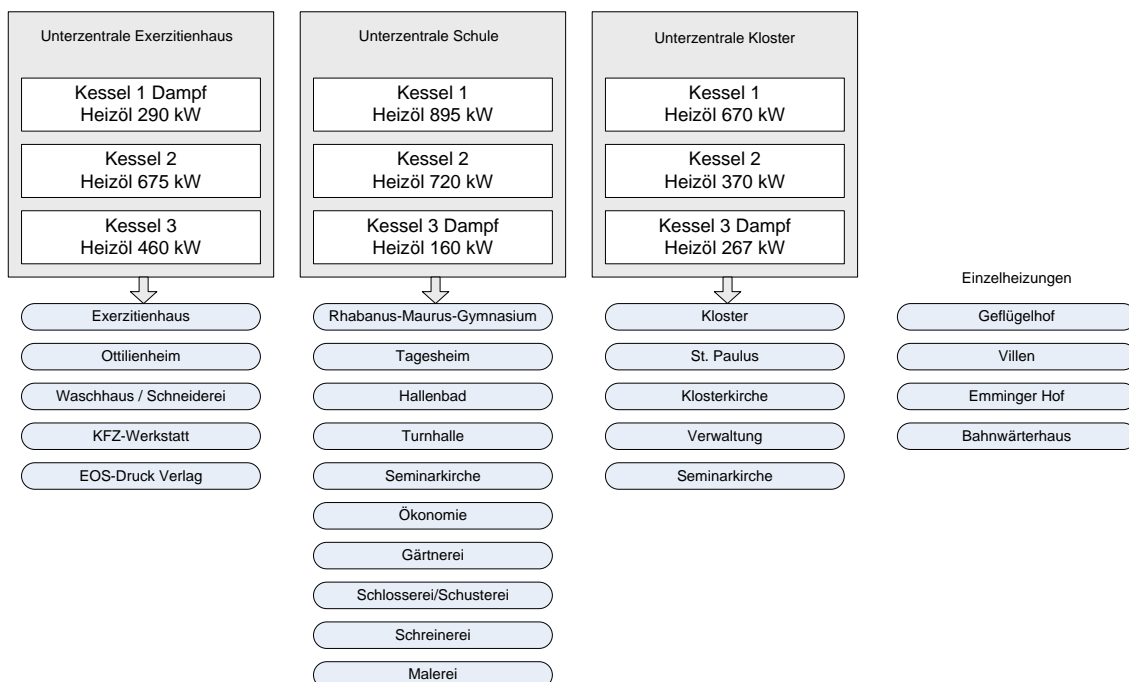 Unterzentrale Exerzitienhaus
Kessel 1 Dampf
Heizöl 290 kW
Kessel 2
Heizöl 675 kW
Kessel 3
Heizöl 460 kW
Exerzitienhaus
Ottilienheim
Waschhaus / Schneiderei
KFZ-Werkstatt
EOS-Druck Verlag
Unterzentrale Schule
Kessel 1
Heizöl 895 kW
Kessel 2
Heizöl 720 kW
Kessel 3 Dampf
Heizöl 160 kW
Rhabanus-Maurus-Gymnasium
Tagesheim
Hallenbad
Turnhalle
Seminarkirche
Ökonomie
Gärtnerei
Schlosserei/Schusterei
Schreinerei
Malerei
Unterzentrale Kloster
Kessel 1
Heizöl 670 kW
Kessel 2
Heizöl 370 kW
Kessel 3 Dampf
Heizöl 267 kW
Kloster
St. Paulus
Klosterkirche
Verwaltung
Seminarkirche
Einzelheizungen
Geflügelhof
Villen
Emminger Hof
Bahnwärterhaus